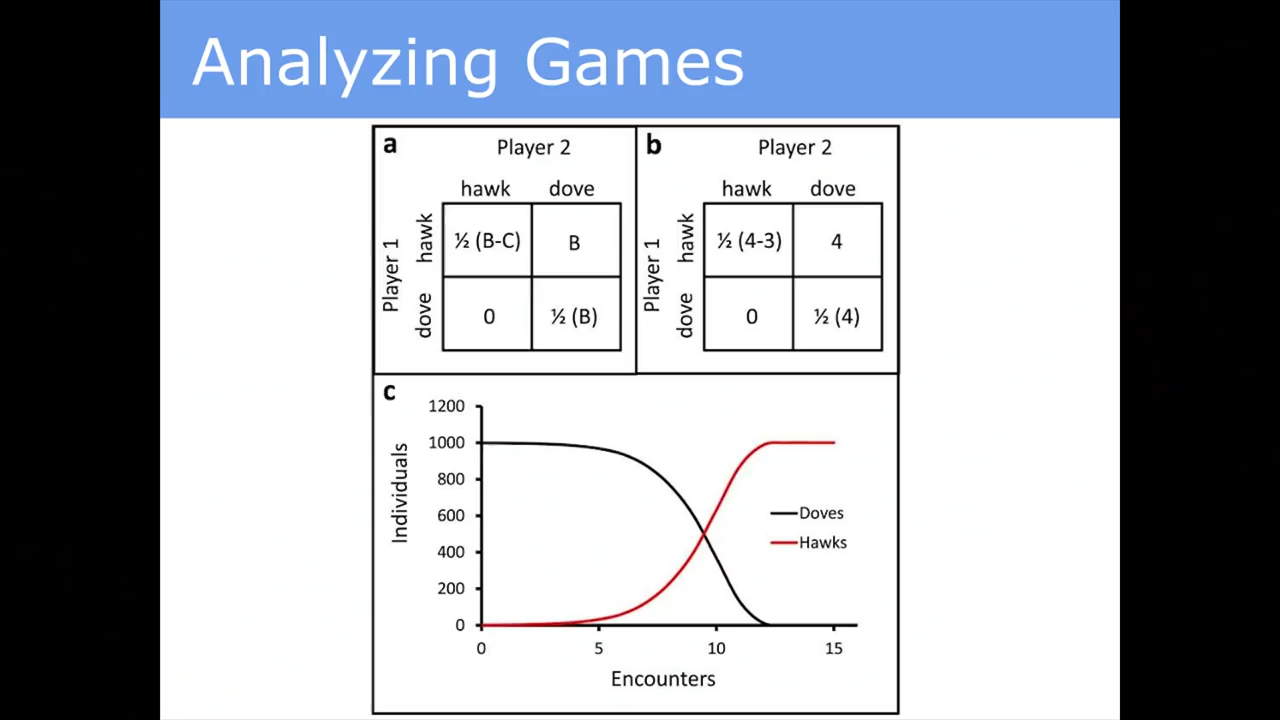 Analyzing Games
a
Player 2
hawk dove
Player 1
hawk
½ (B-C) B
dove
0 ½ (B)
b
Player 2
hawk dove
Player 1
hawk
½ (4-3) 4
dove
0 ½ (4)
c
Individuals
1200
1000
800
600
400
200
0
0 5 10 15
Encounters
Doves
Hawks